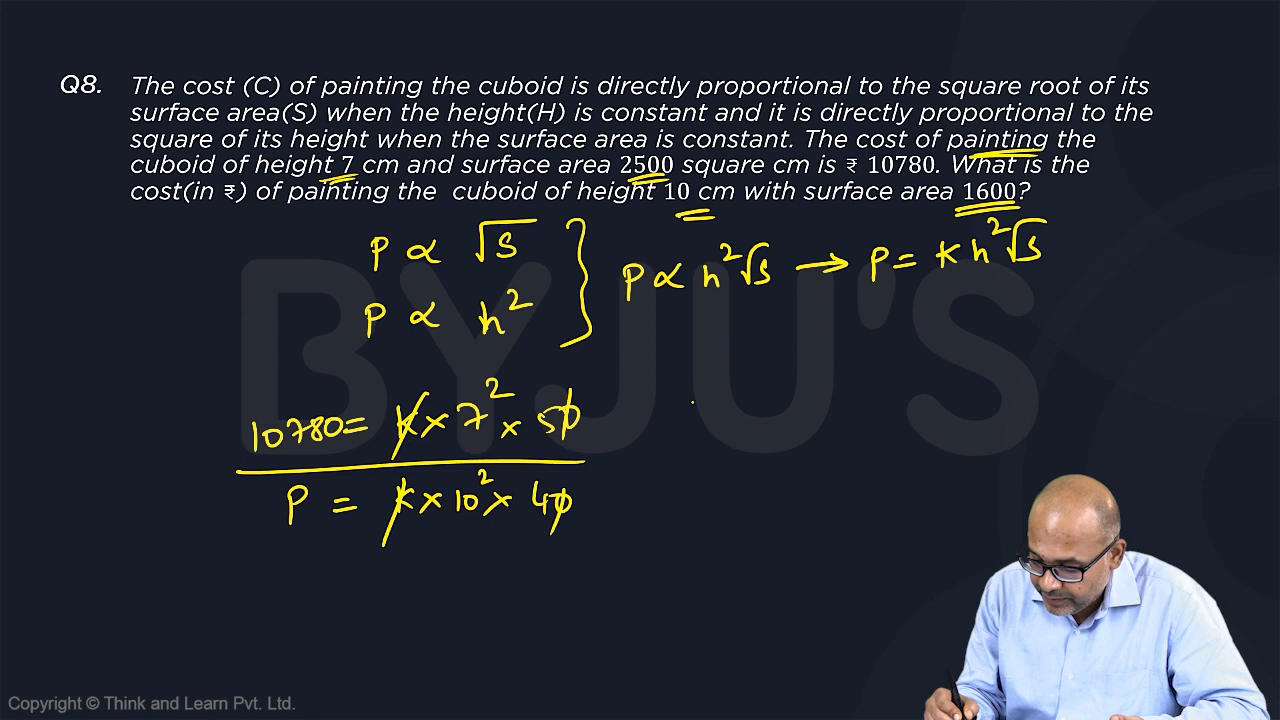 Q8. The cost (C) of painting the cuboid is directly proportional to the square root of its
surface area(S) when the height(H) is constant and it is directly proportional to the
square of its height when the surface area is constant. The cost of painting the
cuboid of height 7 cm and surface area 2500 square cm is ₹ 10780. What is the
cost(in ₹) of painting the cuboid of height 10 cm with surface area 1600?
P ∝ √S
P ∝ h²
} P ∝ h²√S → P = k h²√S
10780 = k × 7² × 50
P = k × 10² × 40
BYJU'S
Copyright © Think and Learn Pvt. Ltd.